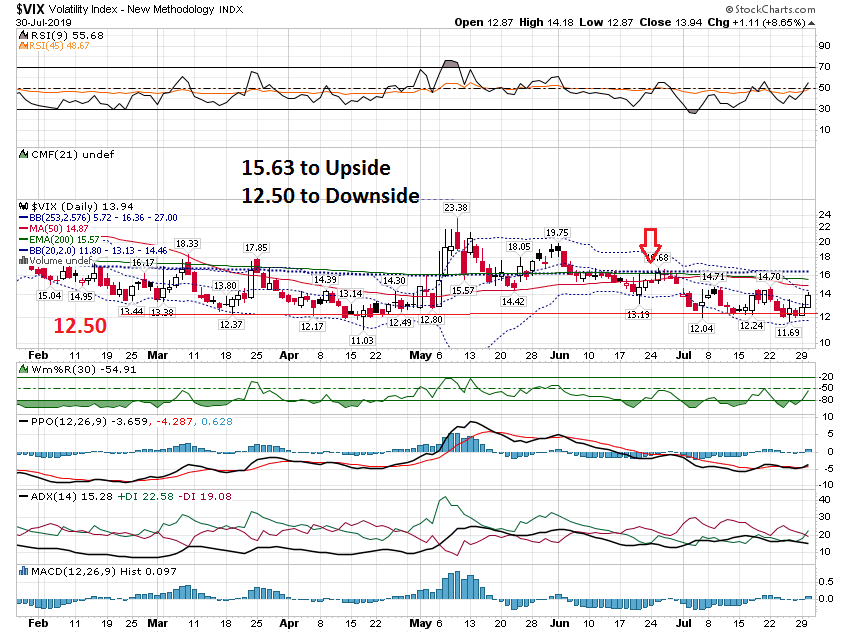 $VIX Volatility Index - New Methodology INDX © StockCharts.com
30-Jul-2019 Open 12.87 High 14.18 Low 12.87 Close 13.94 Chg +1.11 (+8.65%)
RSI(9) 55.68
RSI(45) 48.67
90
70
50
30
10
CMF(21) undef
15.63 to Upside
12.50 to Downside
$VIX (Daily) 13.94
BB(253,2.576) 5.72 - 16.36 - 27.00
MA(50) 14.87
EMA(200) 15.57
BB(20,2.0) 11.80 - 13.13 - 14.46
Volume undef
23.38
19.75
18.33
17.85
18.05
16.17
14.39
14.30
13.80
13.14
15.57
14.71
14.70
15.04
14.95
13.44
13.38
12.37
12.17
11.03
12.49
12.80
14.42
13.19
12.04
12.24
11.69
12.50
24
22
20
18
16
14
12
10
Feb 11 19 25 Mar 11 18 25 Apr 8 15 22 May 6 13 20 28 Jun 10 17 24 Jul 8 15 22 29
Wm%R(30) -54.91
-20
-50
-80
PPO(12,26,9) -3.659, -4.287, 0.628
10
5
0
-5
-10
ADX(14) 15.28 +DI 22.58 -DI 19.08
40
30
20
10
MACD(12,26,9) Hist 0.097
0.5
0.0
Feb 11 19 25 Mar 11 18 25 Apr 8 15 22 May 6 13 20 28 Jun 10 17 24 Jul 8 15 22 29